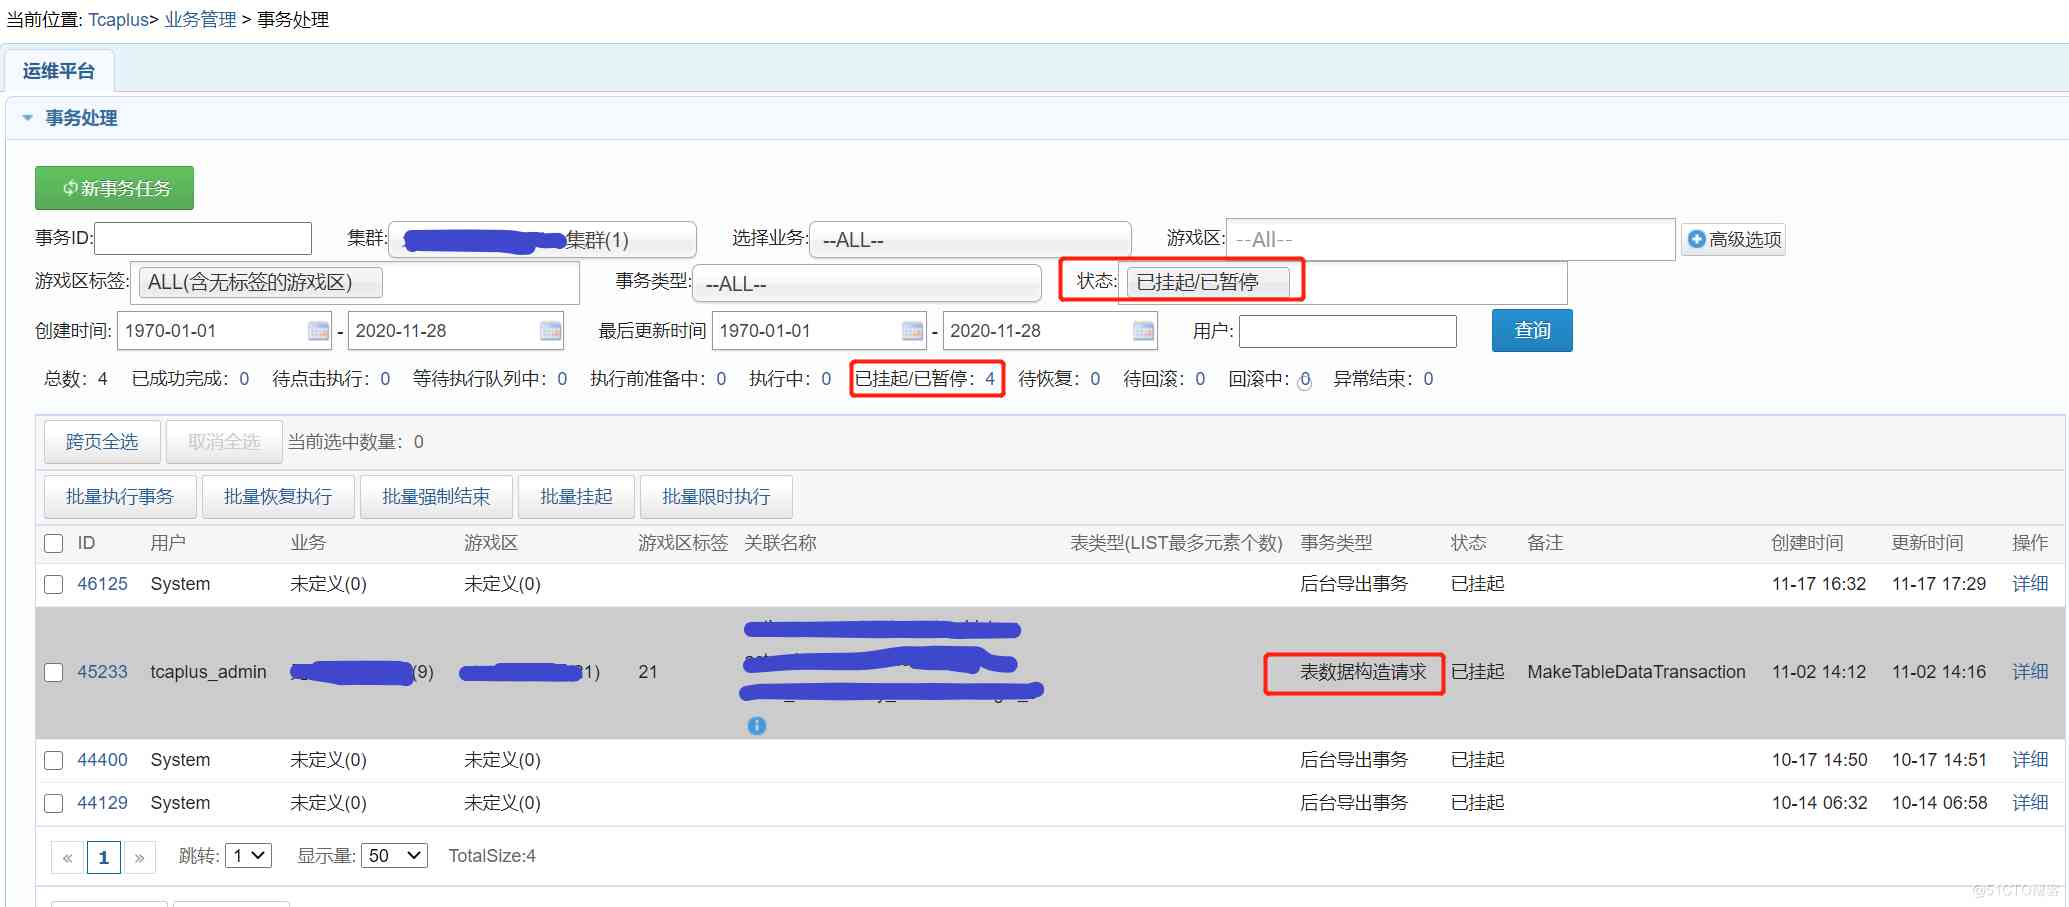 当前位置: Tcaplus> 业务管理 > 事务处理
运维平台
事务处理
新事务任务
事务ID: 集群: 集群(1) 选择业务: --ALL-- 游戏区: --All-- 高级选项
游戏区标签: ALL(含无标签的游戏区) 事务类型: --ALL-- 状态: 已挂起/已暂停
创建时间: 1970-01-01 - 2020-11-28 最后更新时间 1970-01-01 - 2020-11-28 用户: 查询
总数：4 已成功完成：0 待点击执行：0 等待执行队列中：0 执行前准备中：0 执行中：0 已挂起/已暂停：4 待恢复：0 待回滚：0 回滚中：0 异常结束：0
跨页全选 取消全选 当前选中数量：0
批量执行事务 批量恢复执行 批量强制结束 批量挂起 批量限时执行
ID 用户 业务 游戏区 游戏区标签 关联名称 表类型(LIST最多元素个数) 事务类型 状态 备注 创建时间 更新时间 操作
46125 System 未定义(0) 未定义(0) 后台导出事务 已挂起 11-17 16:32 11-17 17:29 详细
45233 tcaplus_admin (9) 1) 21 表数据构造请求 已挂起 MakeTableDataTransaction 11-02 14:12 11-02 14:16 详细
44400 System 未定义(0) 未定义(0) 后台导出事务 已挂起 10-17 14:50 10-17 14:51 详细
44129 System 未定义(0) 未定义(0) 后台导出事务 已挂起 10-14 06:32 10-14 06:58 详细
« 1 » 跳转: 1 显示量: 50 TotalSize:4
@51CTO博客